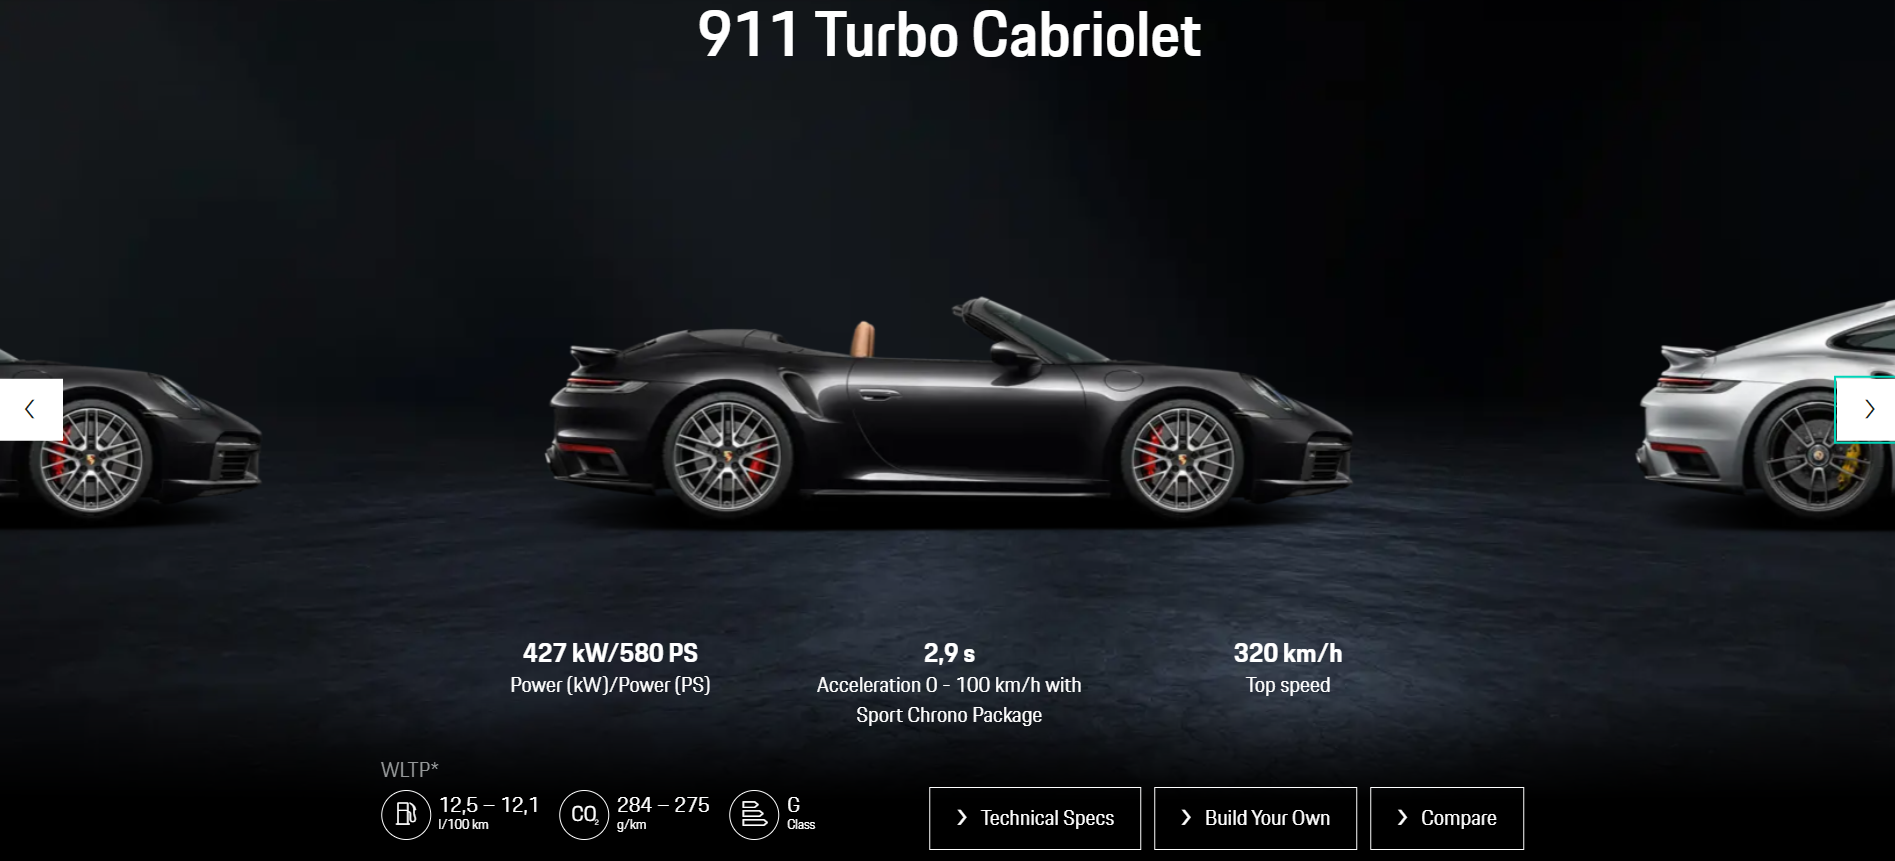 911 Turbo Cabriolet
427 kW/580 PS
Power (kW)/Power (PS)
2,9 s
Acceleration 0 - 100 km/h with
Sport Chrono Package
320 km/h
Top speed
WLTP*
12,5 – 12,1
l/100 km
CO₂
284 – 275
g/km
G
Class
Technical Specs
Build Your Own
Compare